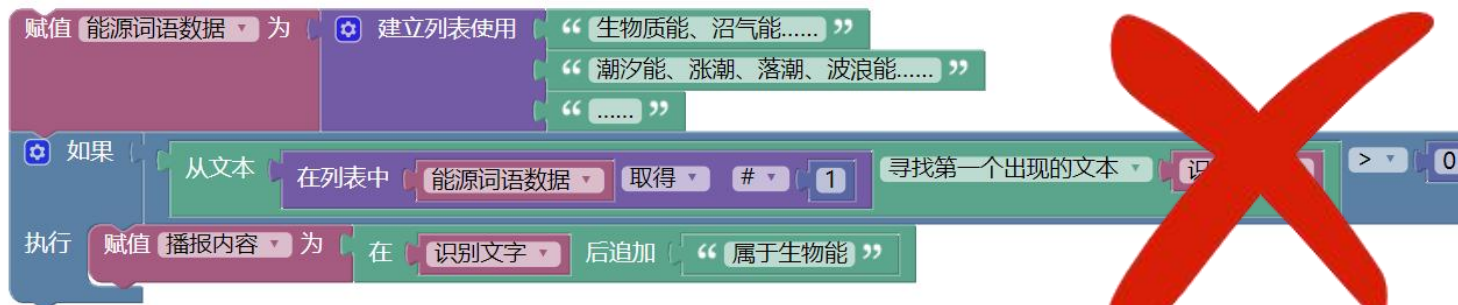 赋值 能源词语数据 为 建立列表使用 “ 生物质能、沼气能...... ”
“ 潮汐能、涨潮、落潮、波浪能...... ”
“ ...... ”
如果 从文本 在列表中 能源词语数据 取得 # 1 寻找第一个出现的文本 识 > 0
执行 赋值 播报内容 为 在 识别文字 后追加 “ 属于生物能 ”